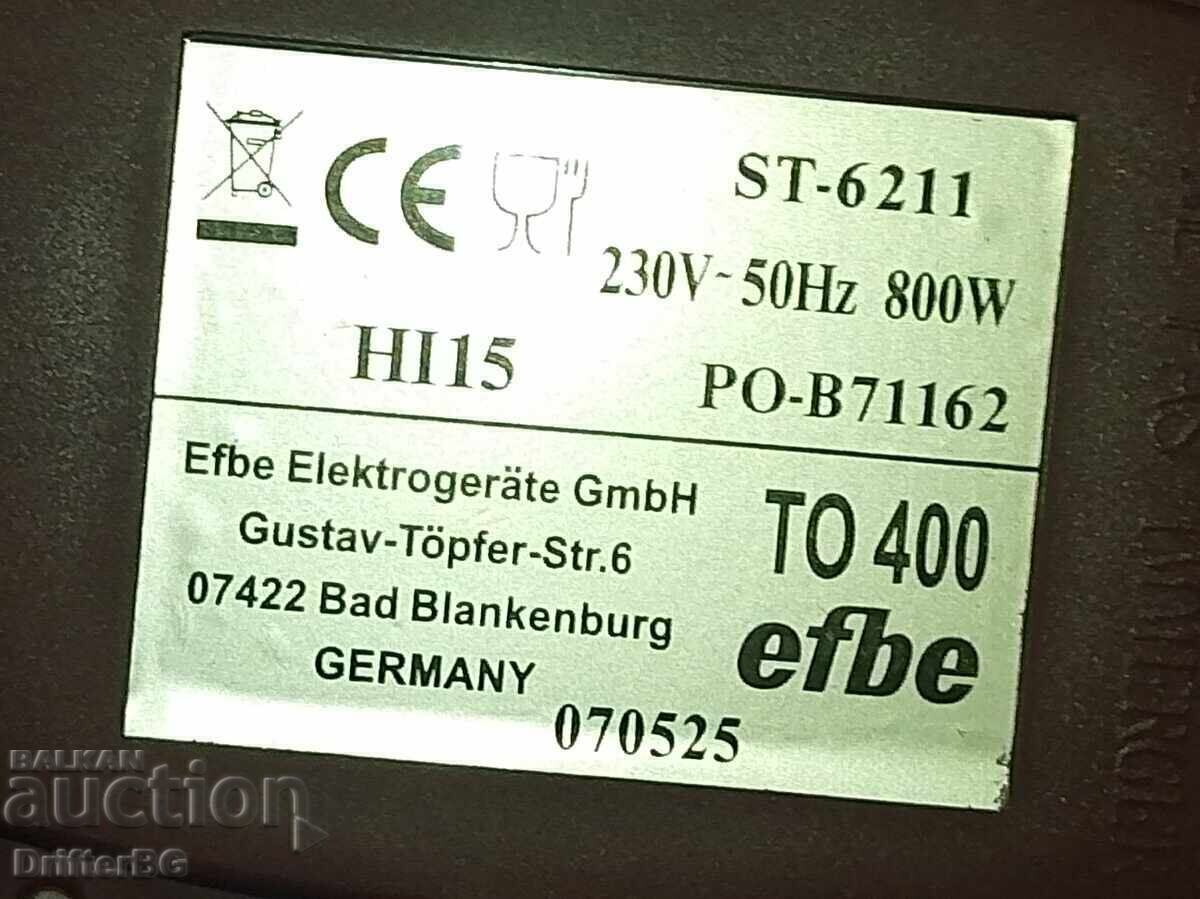 CE
ST-6211
230V~50Hz 800W
HI15
PO-B71162
Efbe Elektrogeräte GmbH
Gustav-Töpfer-Str.6
07422 Bad Blankenburg
GERMANY
TO 400
efbe
070525
BALKAN
auction
DrifterBG